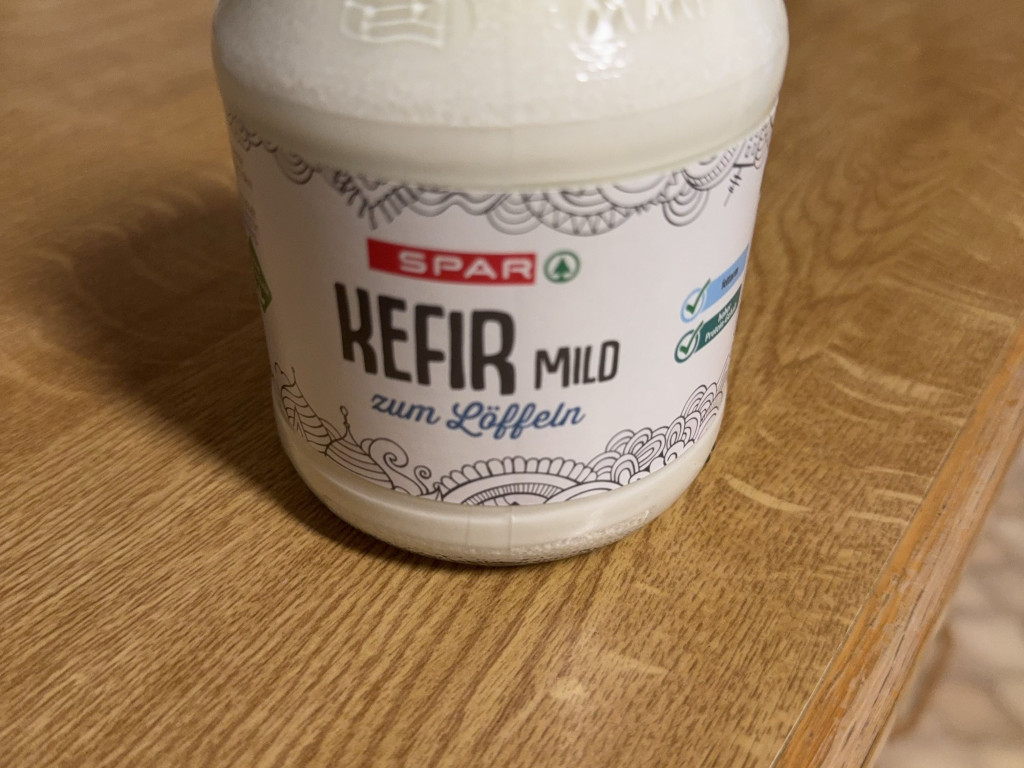 SPAR
KEFIR MILD
zum Löffeln